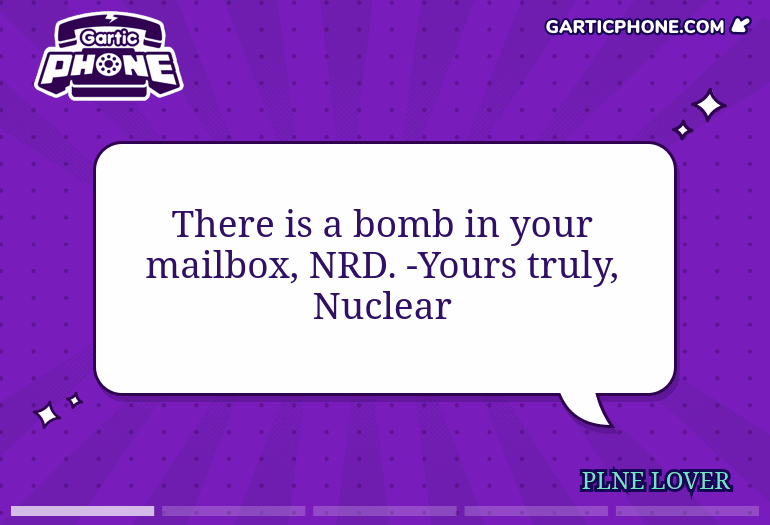 Gartic
PHONE
GARTICPHONE.COM
There is a bomb in your
mailbox, NRD. -Yours truly,
Nuclear
PLNE LOVER